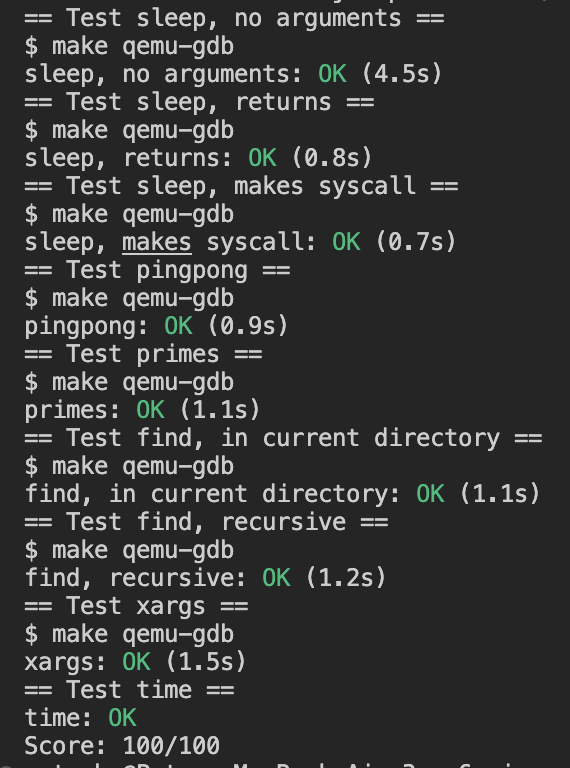 == Test sleep, no arguments ==
$ make qemu-gdb
sleep, no arguments: OK (4.5s)
== Test sleep, returns ==
$ make qemu-gdb
sleep, returns: OK (0.8s)
== Test sleep, makes syscall ==
$ make qemu-gdb
sleep, makes syscall: OK (0.7s)
== Test pingpong ==
$ make qemu-gdb
pingpong: OK (0.9s)
== Test primes ==
$ make qemu-gdb
primes: OK (1.1s)
== Test find, in current directory ==
$ make qemu-gdb
find, in current directory: OK (1.1s)
== Test find, recursive ==
$ make qemu-gdb
find, recursive: OK (1.2s)
== Test xargs ==
$ make qemu-gdb
xargs: OK (1.5s)
== Test time ==
time: OK
Score: 100/100